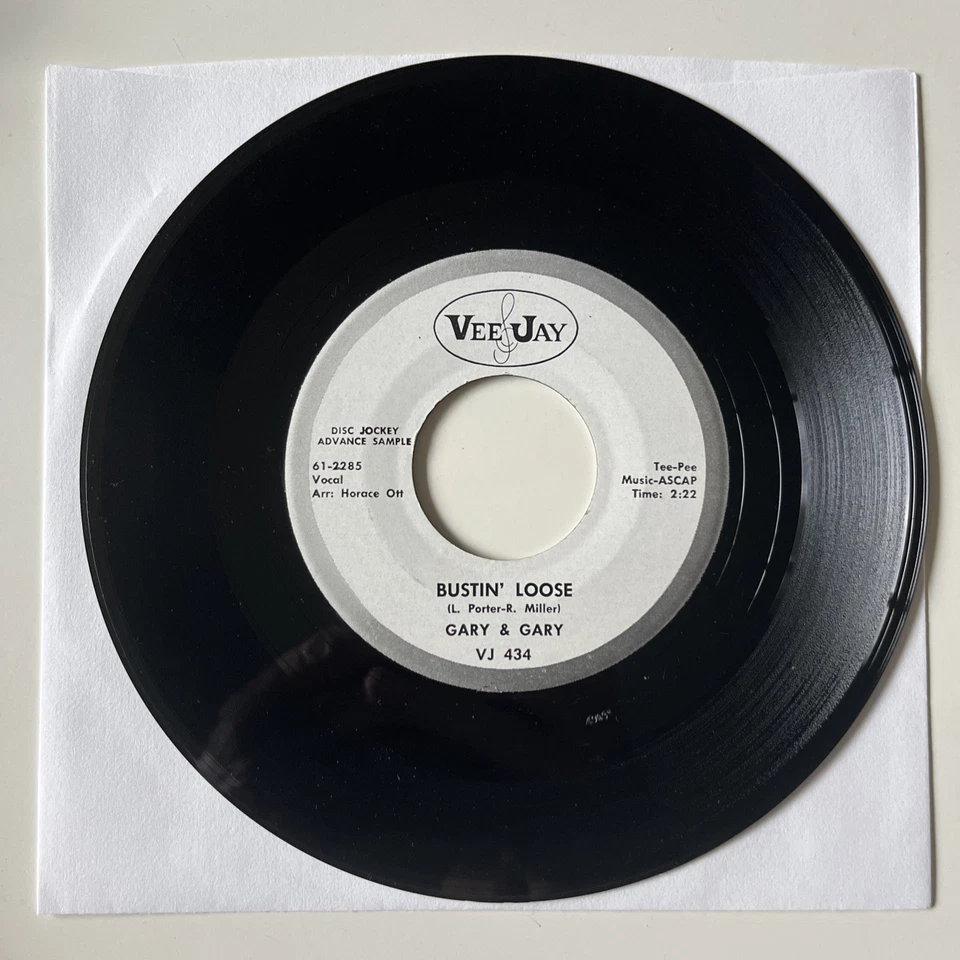 VEE JAY
DISC JOCKEY
ADVANCE SAMPLE
61-2285
Vocal
Arr: Horace Ott
Tee-Pee
Music-ASCAP
Time: 2:22
BUSTIN' LOOSE
(L. Porter-R. Miller)
GARY & GARY
VJ 434